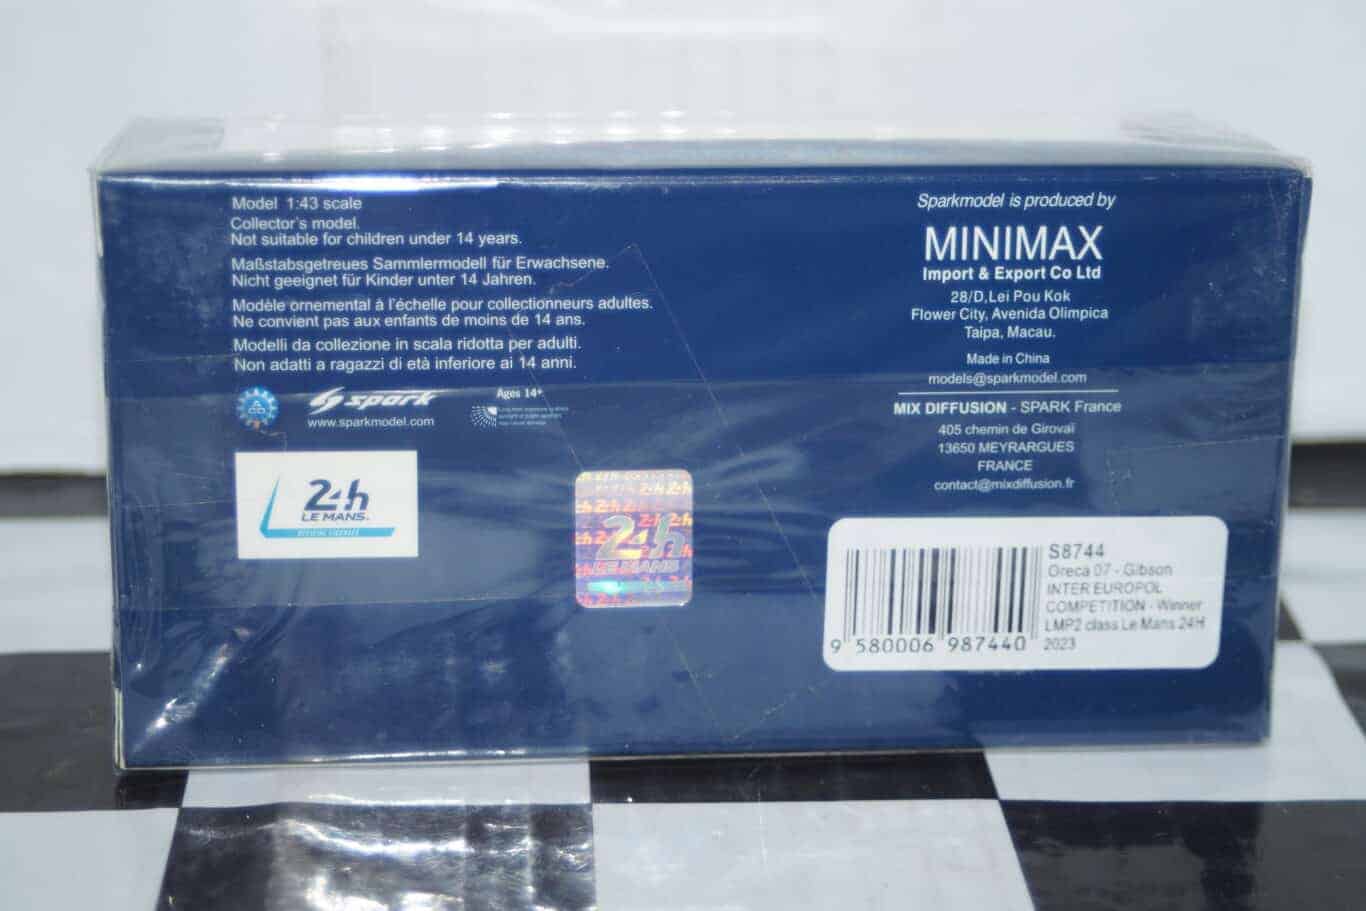 Model 1:43 scale
Collector's model.
Not suitable for children under 14 years.
Maßstabsgetreues Sammlermodell für Erwachsene.
Nicht geeignet für Kinder unter 14 Jahren.
Modèle ornemental à l'échelle pour collectionneurs adultes.
Ne convient pas aux enfants de moins de 14 ans.
Modelli da collezione in scala ridotta per adulti.
Non adatti a ragazzi di età inferiore ai 14 anni.
spark
www.sparkmodel.com
Ages 14+
24h
LE MANS.
24h
LE MANS
Sparkmodel is produced by
MINIMAX
Import & Export Co Ltd
28/D,Lei Pou Kok
Flower City, Avenida Olimpica
Taipa, Macau.
Made in China
models@sparkmodel.com
MIX DIFFUSION - SPARK France
405 chemin de Girovaï
13650 MEYRARGUES
FRANCE
contact@mixdiffusion.fr
S8744
Oreca 07 - Gibson
INTER EUROPOL
COMPETITION - Winner
LMP2 class Le Mans 24H
2023
9 580006 987440